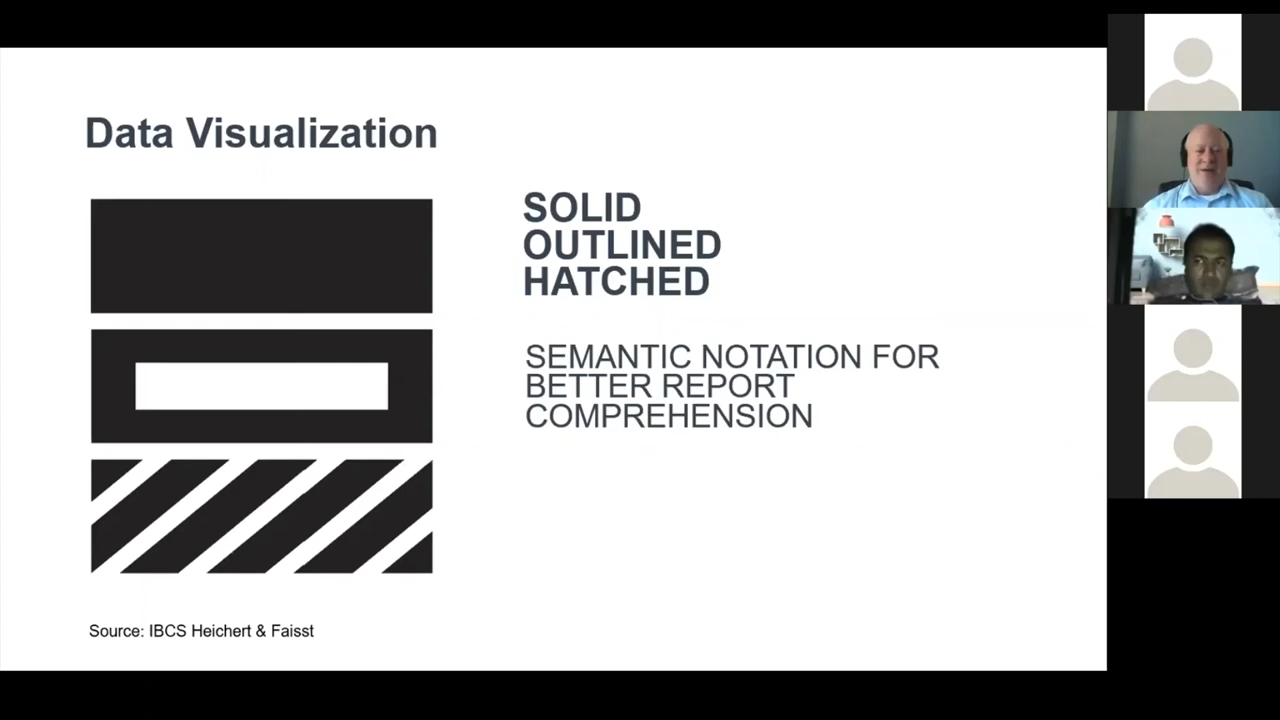 Data Visualization
SOLID
OUTLINED
HATCHED
SEMANTIC NOTATION FOR
BETTER REPORT
COMPREHENSION
Source: IBCS Heichert & Faisst